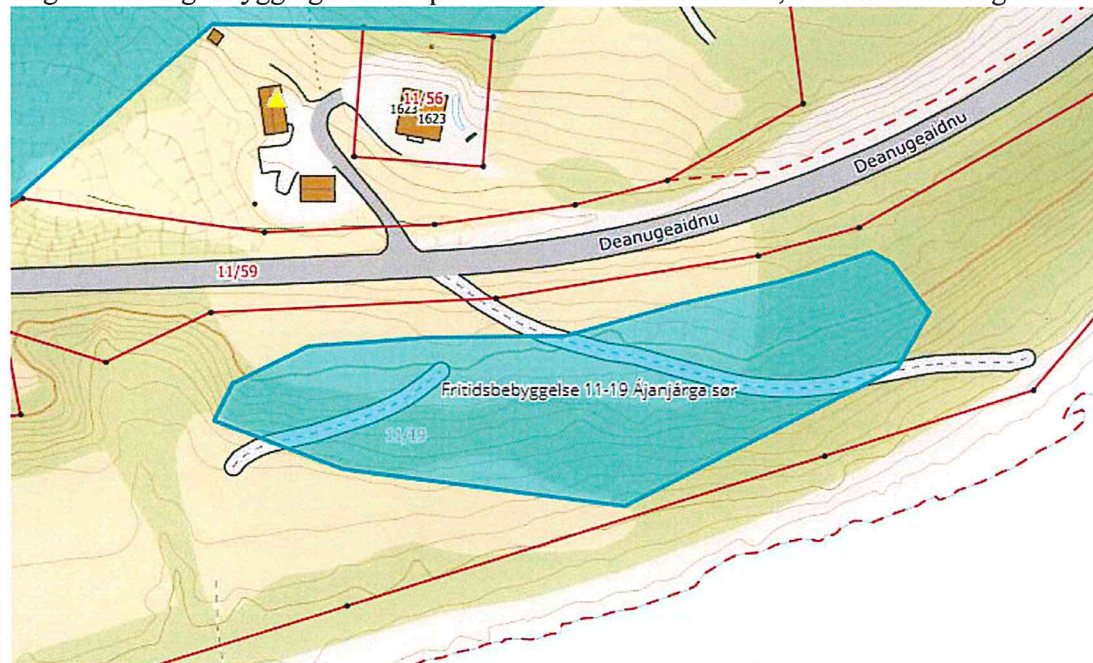 11/56
1623
1623
Deanugeaidnu
Deanugeaidnu
11/59
Fritidsbebyggelse 11-19 Ájanjárga sør
11/19